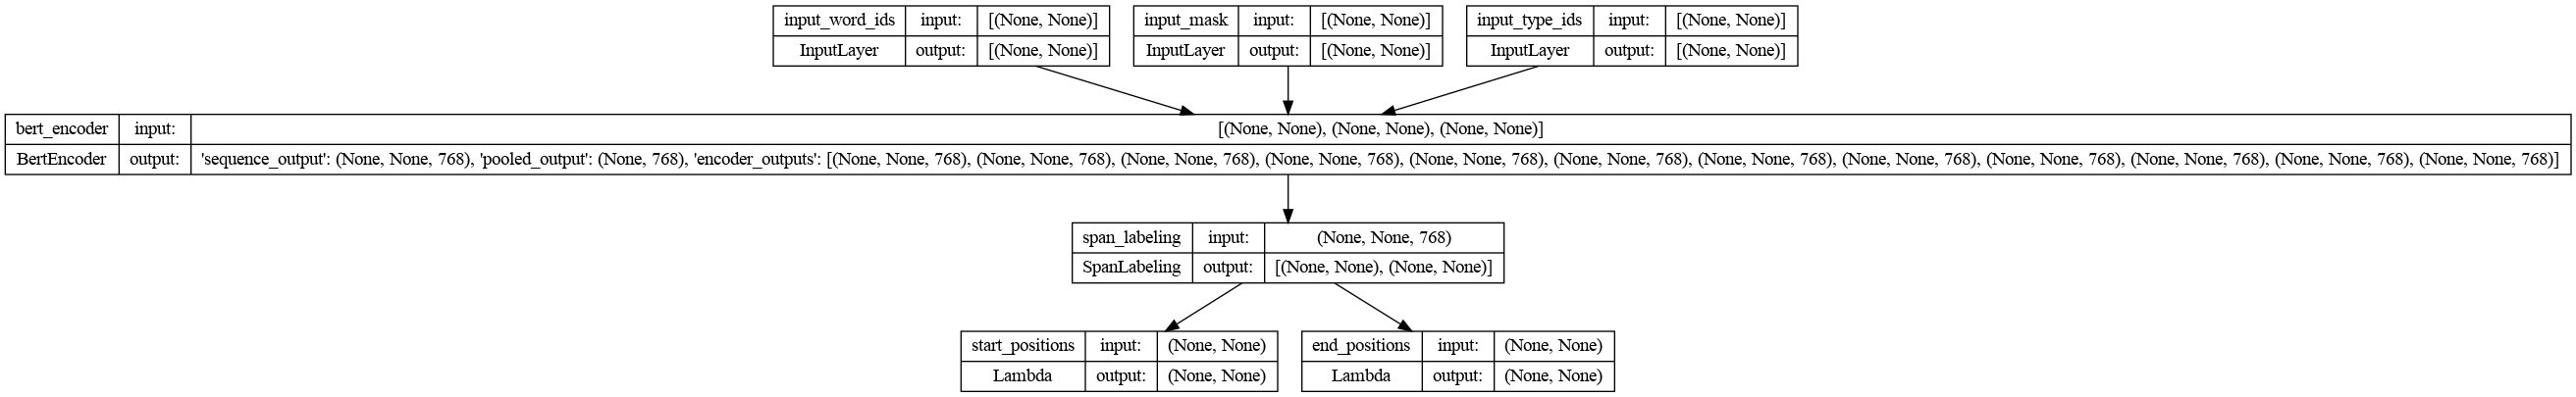 input_word_ids input: [(None, None)] input_mask input: [(None, None)] input_type_ids input: [(None, None)]
InputLayer output: [(None, None)] InputLayer output: [(None, None)] InputLayer output: [(None, None)]
bert_encoder input: [(None, None), (None, None), (None, None)]
BertEncoder output: 'sequence_output': (None, None, 768), 'pooled_output': (None, 768), 'encoder_outputs': [(None, None, 768), (None, None, 768), (None, None, 768), (None, None, 768), (None, None, 768), (None, None, 768), (None, None, 768), (None, None, 768), (None, None, 768), (None, None, 768), (None, None, 768), (None, None, 768)]
span_labeling input: (None, None, 768)
SpanLabeling output: [(None, None), (None, None)]
start_positions input: (None, None) end_positions input: (None, None)
Lambda output: (None, None) Lambda output: (None, None)